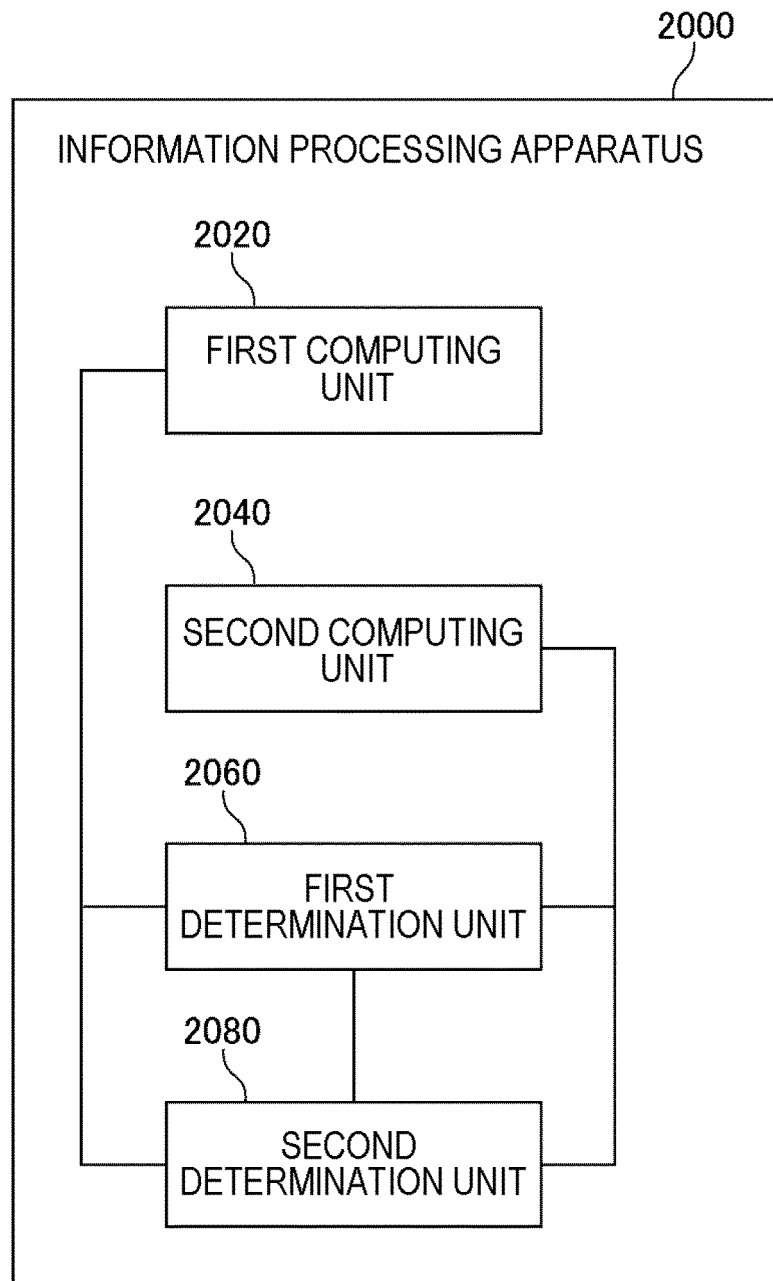 2000
INFORMATION PROCESSING APPARATUS
2020
FIRST COMPUTING
UNIT
2040
SECOND COMPUTING
UNIT
2060
FIRST
DETERMINATION UNIT
2080
SECOND
DETERMINATION UNIT